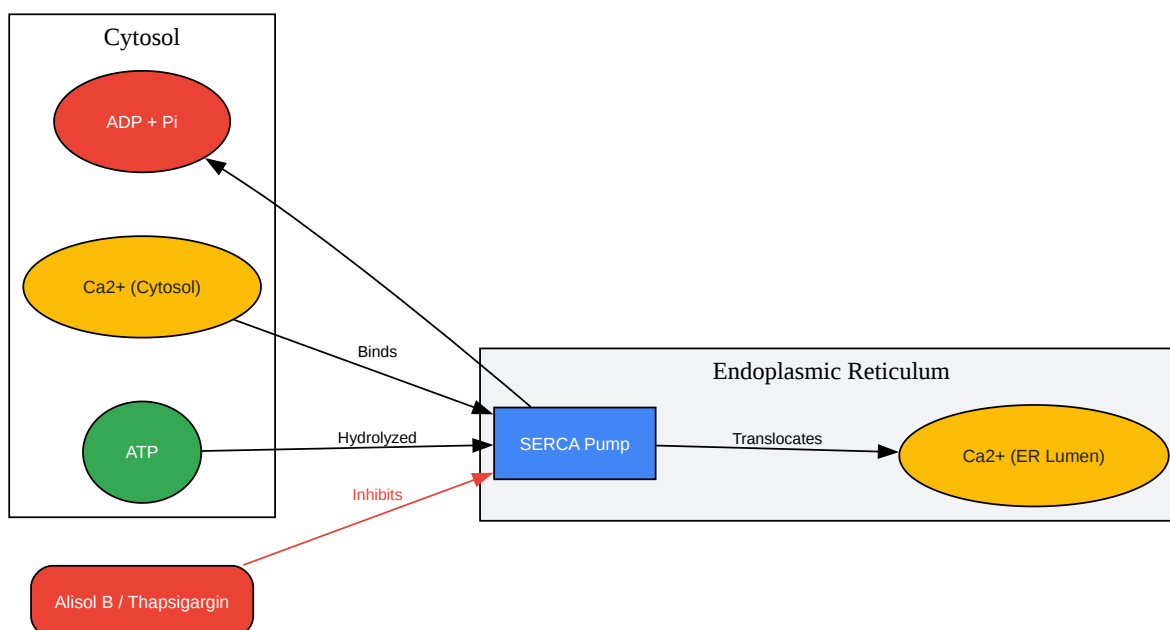 Cytosol
ADP + Pi
Ca2+ (Cytosol)
Binds
Endoplasmic Reticulum
ATP
Hydrolyzed
SERCA Pump
Translocates
Ca2+ (ER Lumen)
Inhibits
Alisol B / Thapsigargin